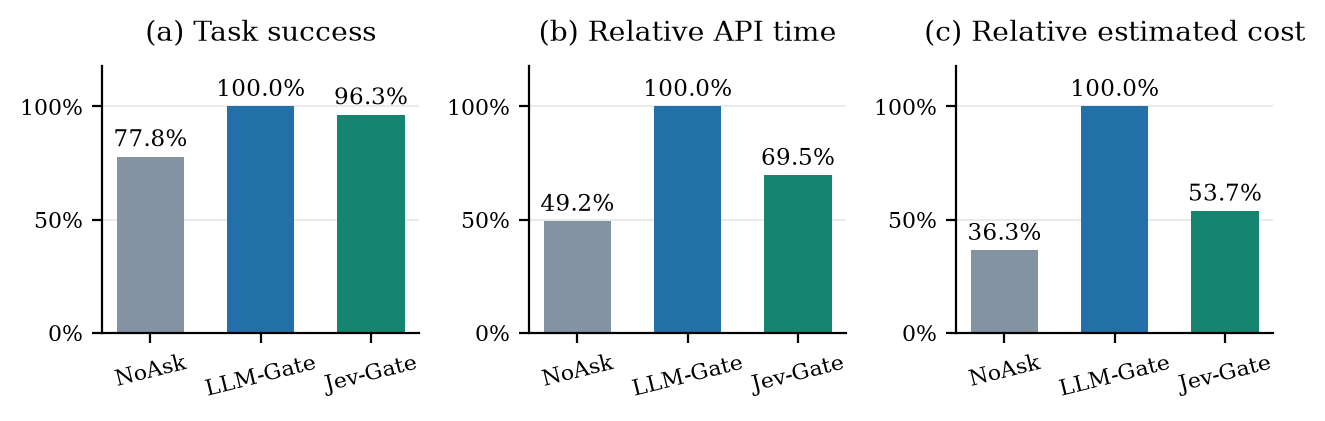 (a) Task success
100%
50%
0%
77.8%
100.0%
96.3%
NoAsk
LLM-Gate
Jev-Gate
(b) Relative API time
100%
50%
0%
49.2%
100.0%
69.5%
NoAsk
LLM-Gate
Jev-Gate
(c) Relative estimated cost
100%
50%
0%
36.3%
100.0%
53.7%
NoAsk
LLM-Gate
Jev-Gate